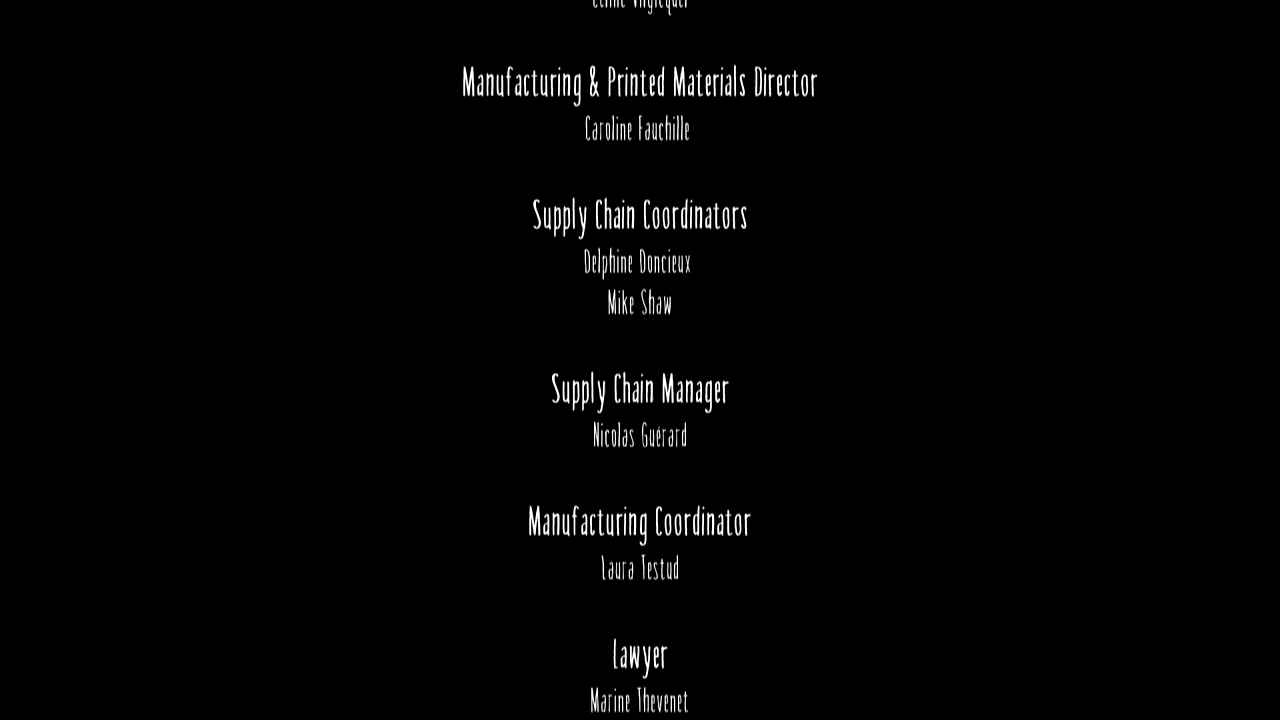 Manufacturing & Printed Materials Director
Caroline Fauchille
Supply Chain Coordinators
Delphine Doncieux
Mike Shaw
Supply Chain Manager
Nicolas Guérard
Manufacturing Coordinator
Laura Testud
Lawyer
Marine Thevenet